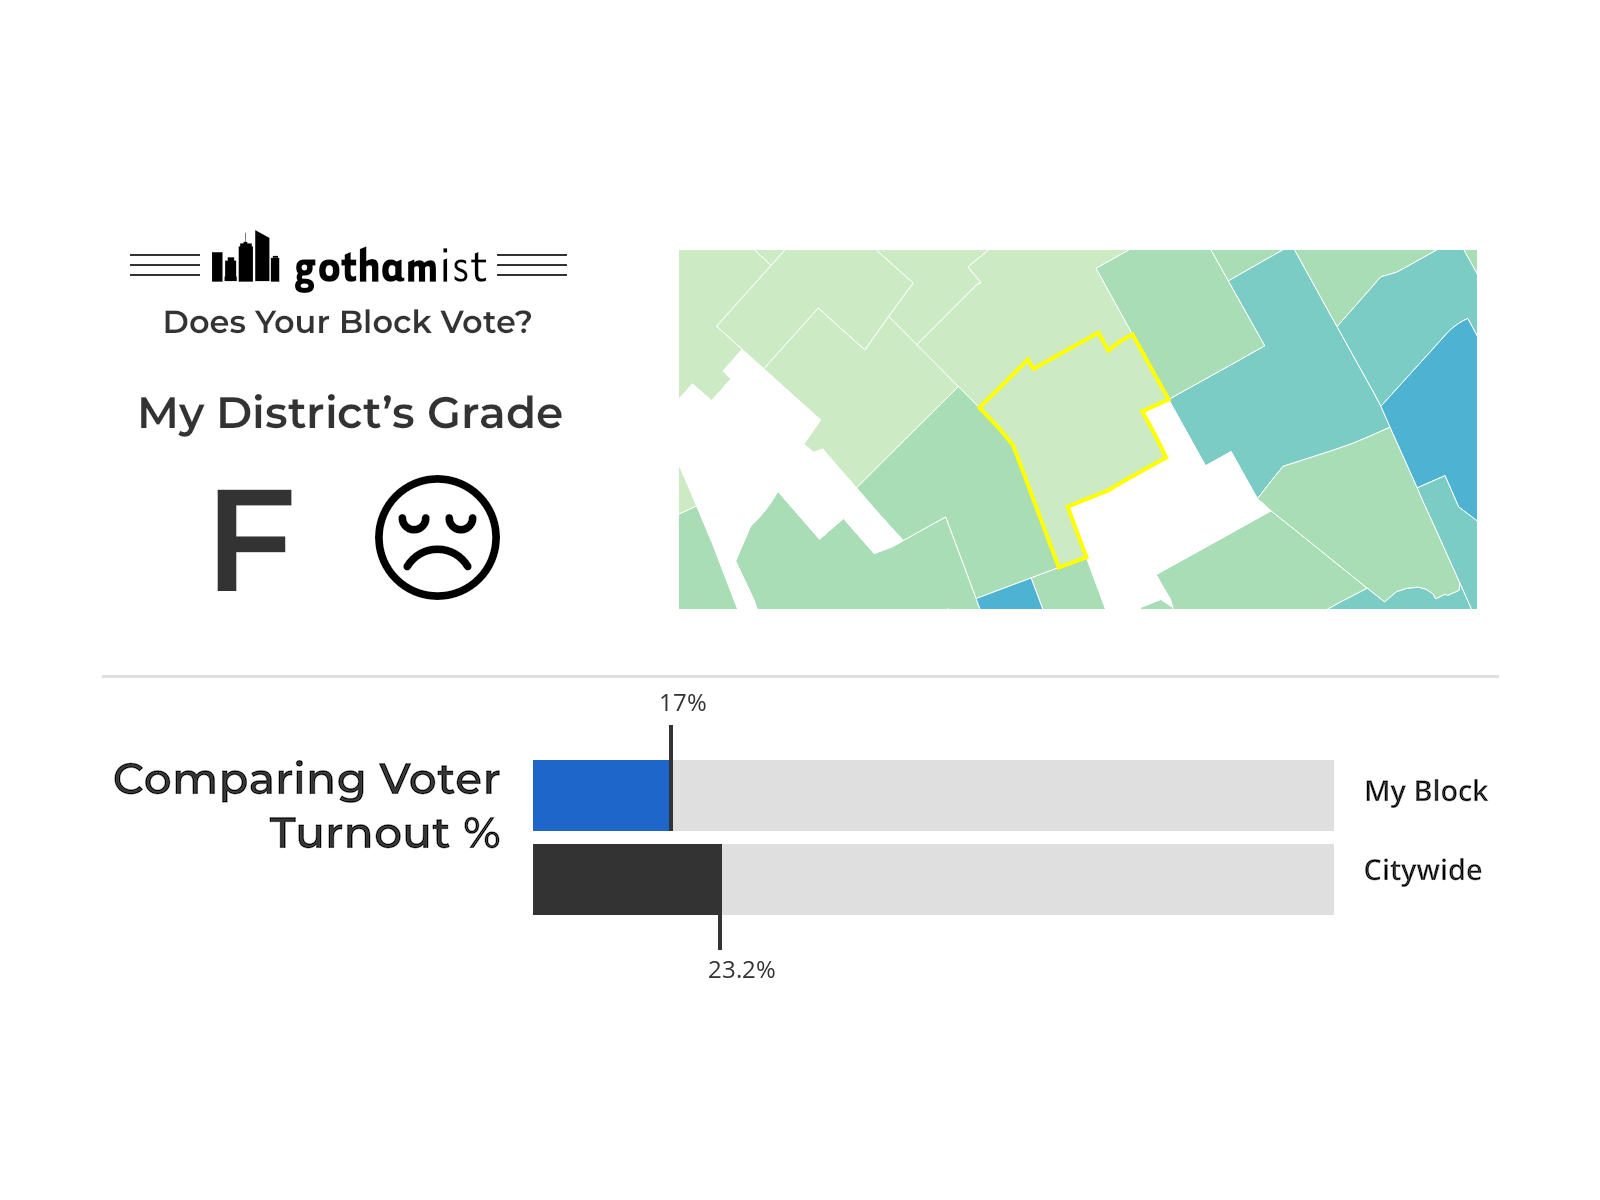 gothamist
Does Your Block Vote?
My District’s Grade
F
17%
Comparing Voter
Turnout %
My Block
Citywide
23.2%